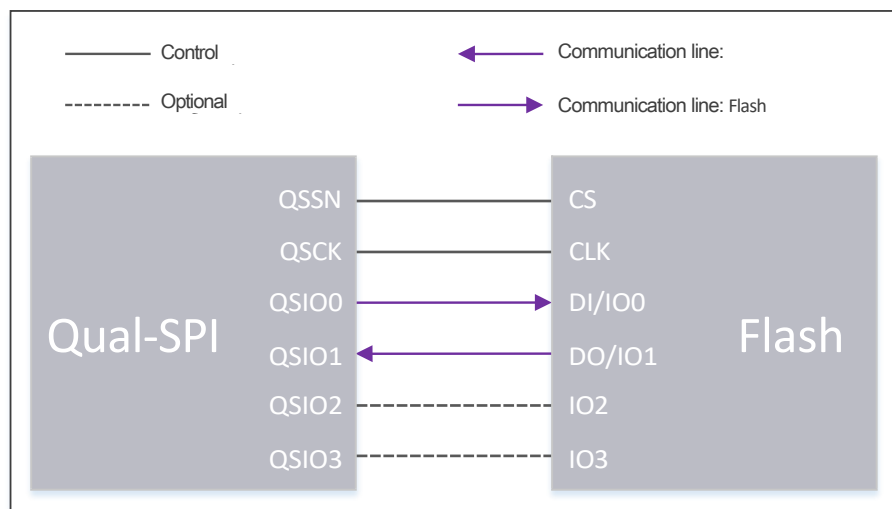 Control
Communication line:
Optional
Communication line: Flash
QSSN
CS
QSCK
CLK
QSIO0
DI/IO0
Qual-SPI
Flash
QSIO1
DO/IO1
QSIO2
IO2
QSIO3
IO3